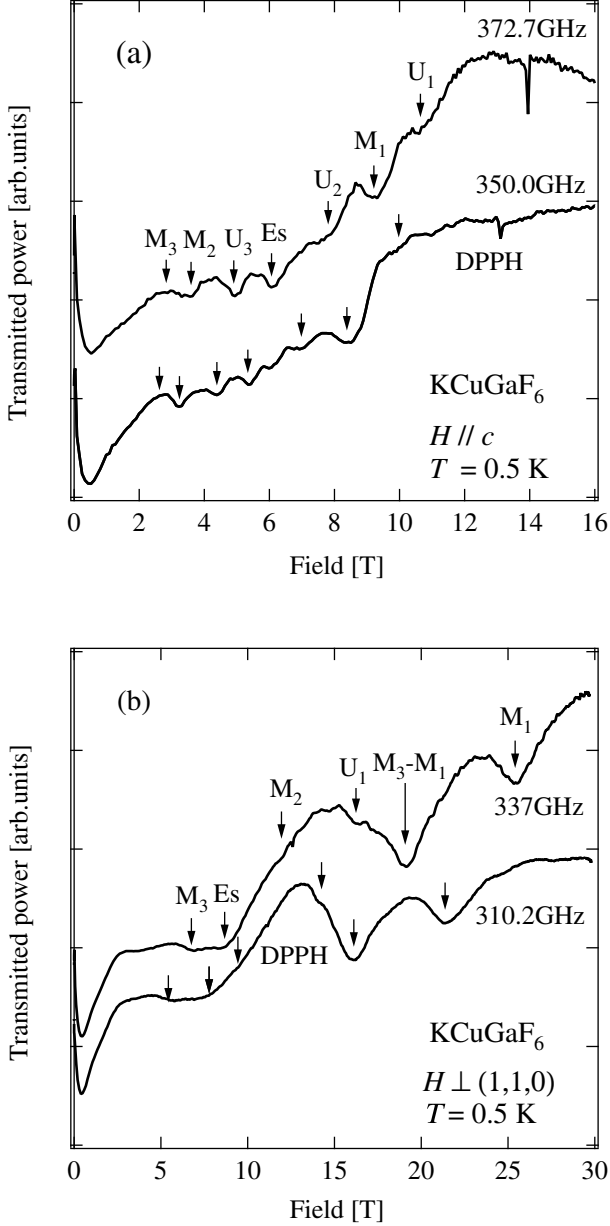 (a)
372.7GHz
U1
M1
350.0GHz
U2
M3 M2 U3 Es
DPPH
KCuGaF6
H // c
T = 0.5 K
Transmitted power [arb.units]
0 2 4 6 8 10 12 14 16
Field [T]
(b)
M1
M3-M1
U1
M2
337GHz
M3 Es
310.2GHz
DPPH
KCuGaF6
H ⊥ (1,1,0)
T = 0.5 K
Transmitted power [arb.units]
0 5 10 15 20 25 30
Field [T]